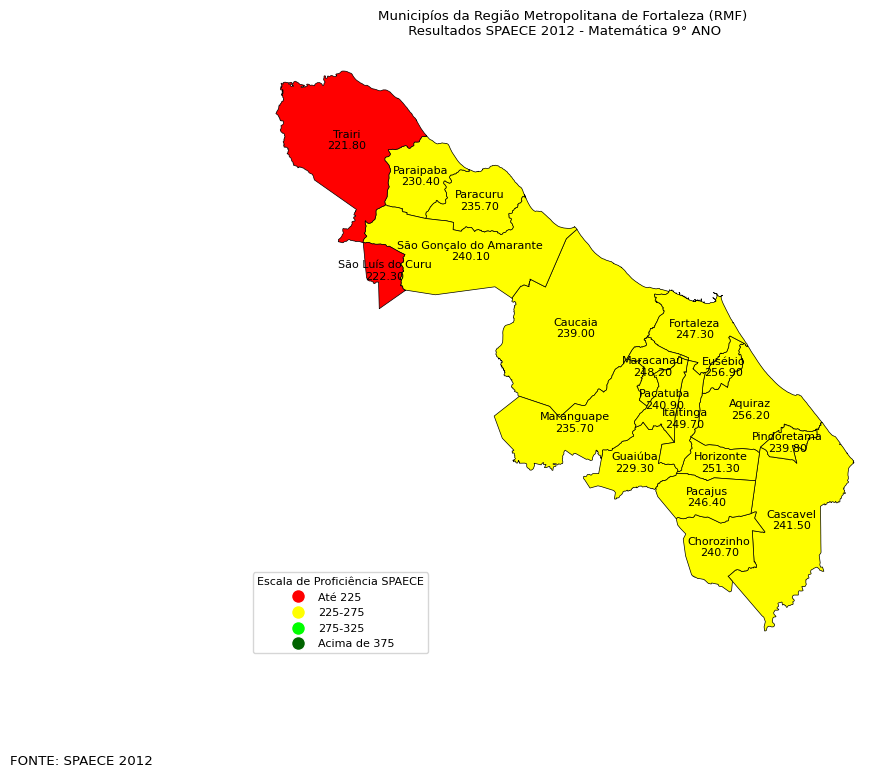 Municipíos da Região Metropolitana de Fortaleza (RMF)
Resultados SPAECE 2012 - Matemática 9° ANO
Trairi
221.80
Paraipaba
230.40
Paracuru
235.70
São Gonçalo do Amarante
240.10
São Luis do Curu
222.30
Caucaia
239.00
Fortaleza
247.30
Maracanaú
248.20
Eusébio
256.90
Pacatuba
240.90
Itaitinga
249.70
Aquiraz
256.20
Maranguape
235.70
Pindoretama
239.80
Guaiúba
229.30
Horizonte
251.30
Pacajus
246.40
Cascavel
241.50
Chorozinho
240.70
Escala de Proficiência SPAECE
Até 225
225-275
275-325
Acima de 375
FONTE: SPAECE 2012